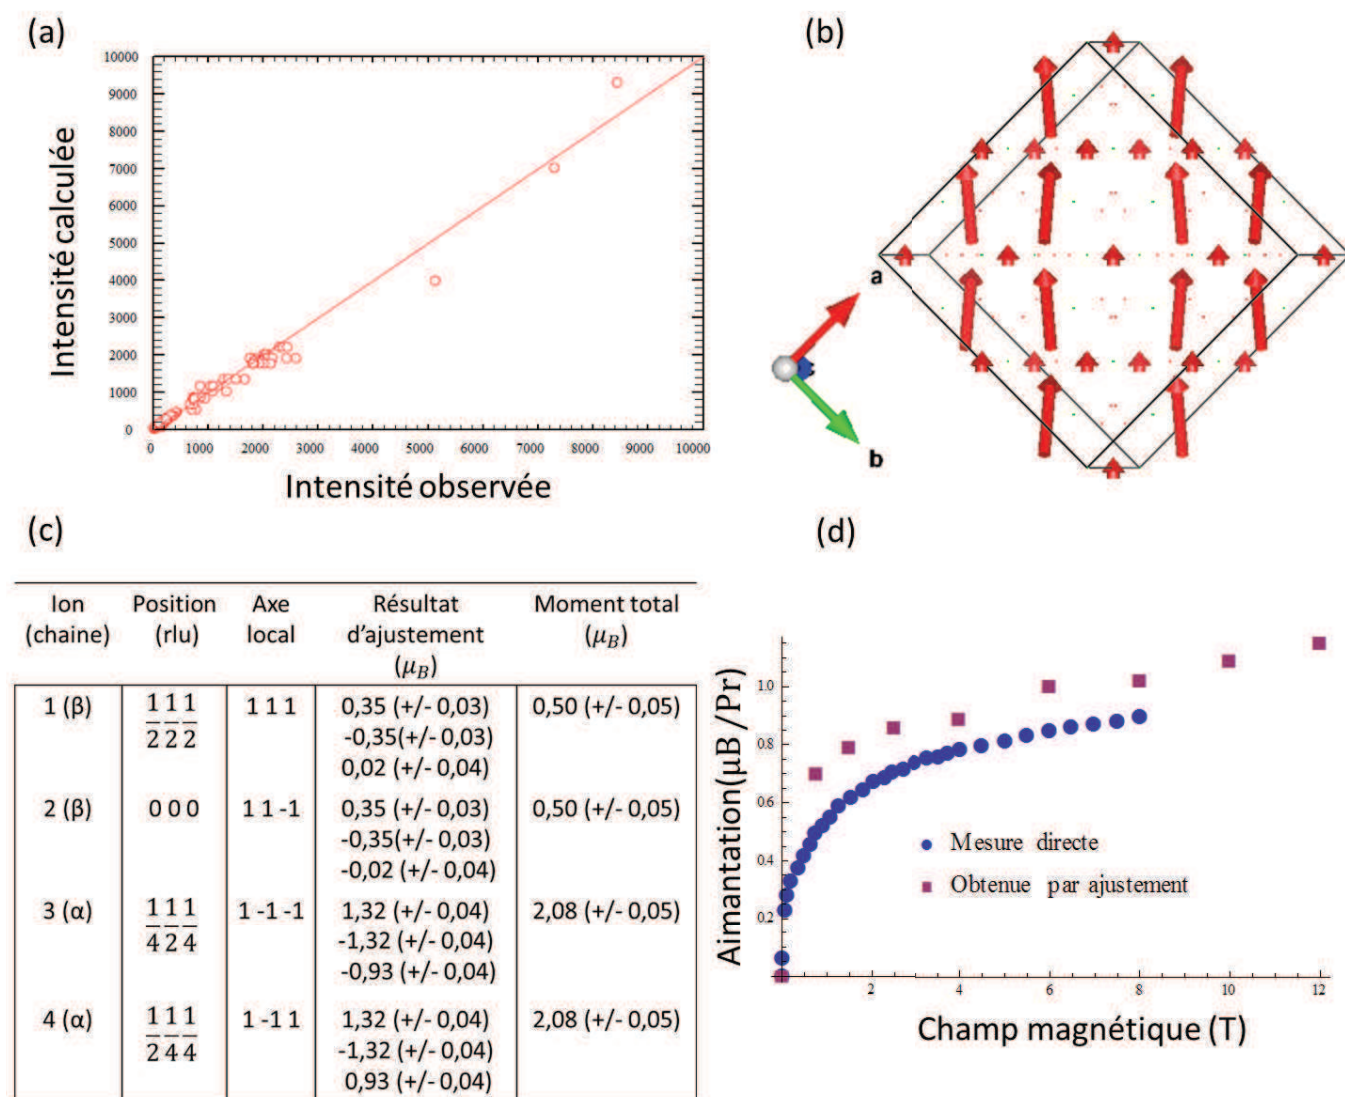 (a)
10000
9000
8000
7000
6000
5000
4000
3000
2000
1000
0
0 1000 2000 3000 4000 5000 6000 7000 8000 9000 10000
Intensité calculée
Intensité observée
(b)
a
b
(c)
Ion (chaine) Position (rlu) Axe local Résultat d'ajustement (μB) Moment total (μB)
1 (β) 1/2 1/2 1/2 1 1 1 0,35 (+/- 0,03) 0,50 (+/- 0,05)
-0,35(+/- 0,03)
0,02 (+/- 0,04)
2 (β) 0 0 0 1 1 -1 0,35 (+/- 0,03) 0,50 (+/- 0,05)
-0,35(+/- 0,03)
-0,02 (+/- 0,04)
3 (α) 1/4 1/2 1/4 1 -1 -1 1,32 (+/- 0,04) 2,08 (+/- 0,05)
-1,32 (+/- 0,04)
-0,93 (+/- 0,04)
4 (α) 1/2 1/4 1/4 1 -1 1 1,32 (+/- 0,04) 2,08 (+/- 0,05)
-1,32 (+/- 0,04)
0,93 (+/- 0,04)
(d)
1.0
0.8
0.6
0.4
0.2
2 4 6 8 10 12
Aimantation(μB /Pr)
Mesure directe
Obtenue par ajustement
Champ magnétique (T)